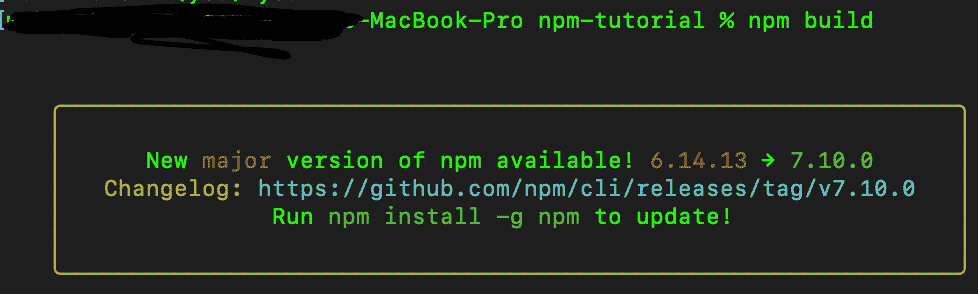 -MacBook-Pro npm-tutorial % npm build
New major version of npm available! 6.14.13 → 7.10.0
Changelog: https://github.com/npm/cli/releases/tag/v7.10.0
Run npm install -g npm to update!